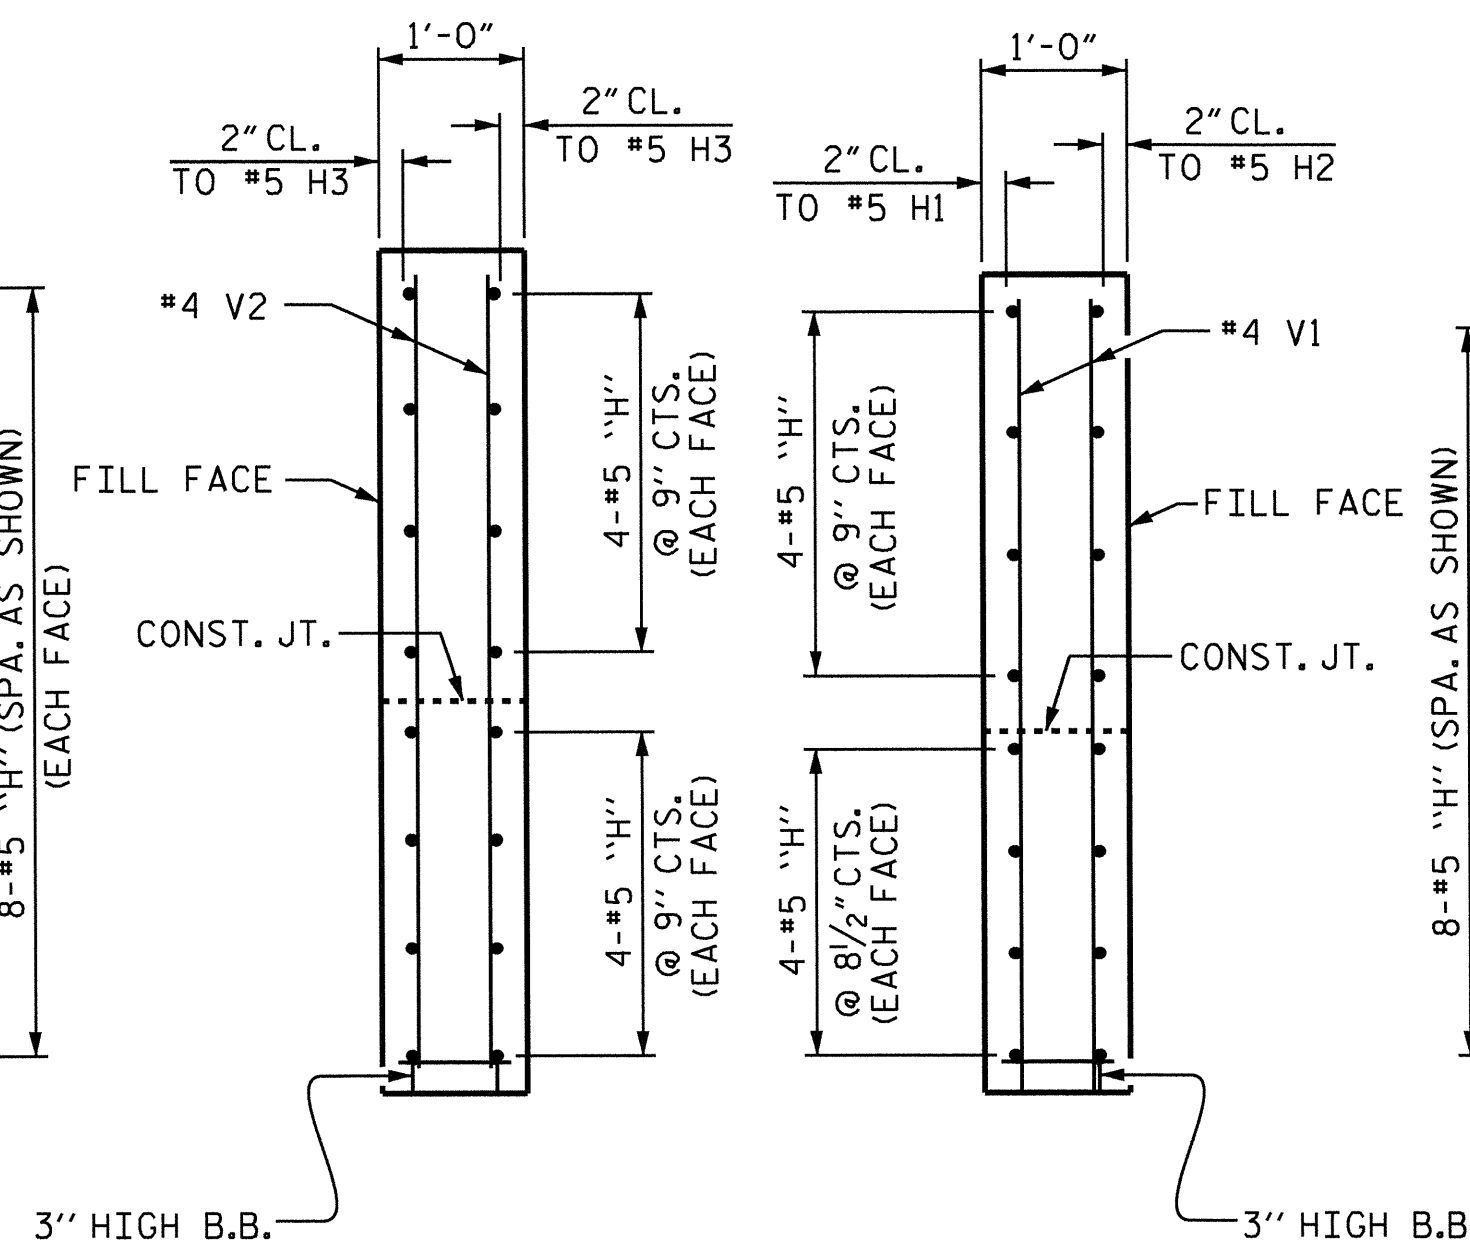 1'-0"
2" CL.
TO #5 H3
2" CL.
TO #5 H3
#4 V2
FILL FACE
CONST. JT.
4-#5 "H"
@ 9" CTS.
(EACH FACE)
4-#5 "H"
@ 9" CTS.
(EACH FACE)
8-#5 "H" (SPA. AS SHOWN)
(EACH FACE)
3" HIGH B.B.
1'-0"
2" CL.
TO #5 H1
2" CL.
TO #5 H2
#4 V1
FILL FACE
CONST. JT.
4-#5 "H"
@ 9" CTS.
(EACH FACE)
4-#5 "H"
@ 8½" CTS.
(EACH FACE)
8-#5 "H" (SPA. AS SHOWN)
3" HIGH B.B